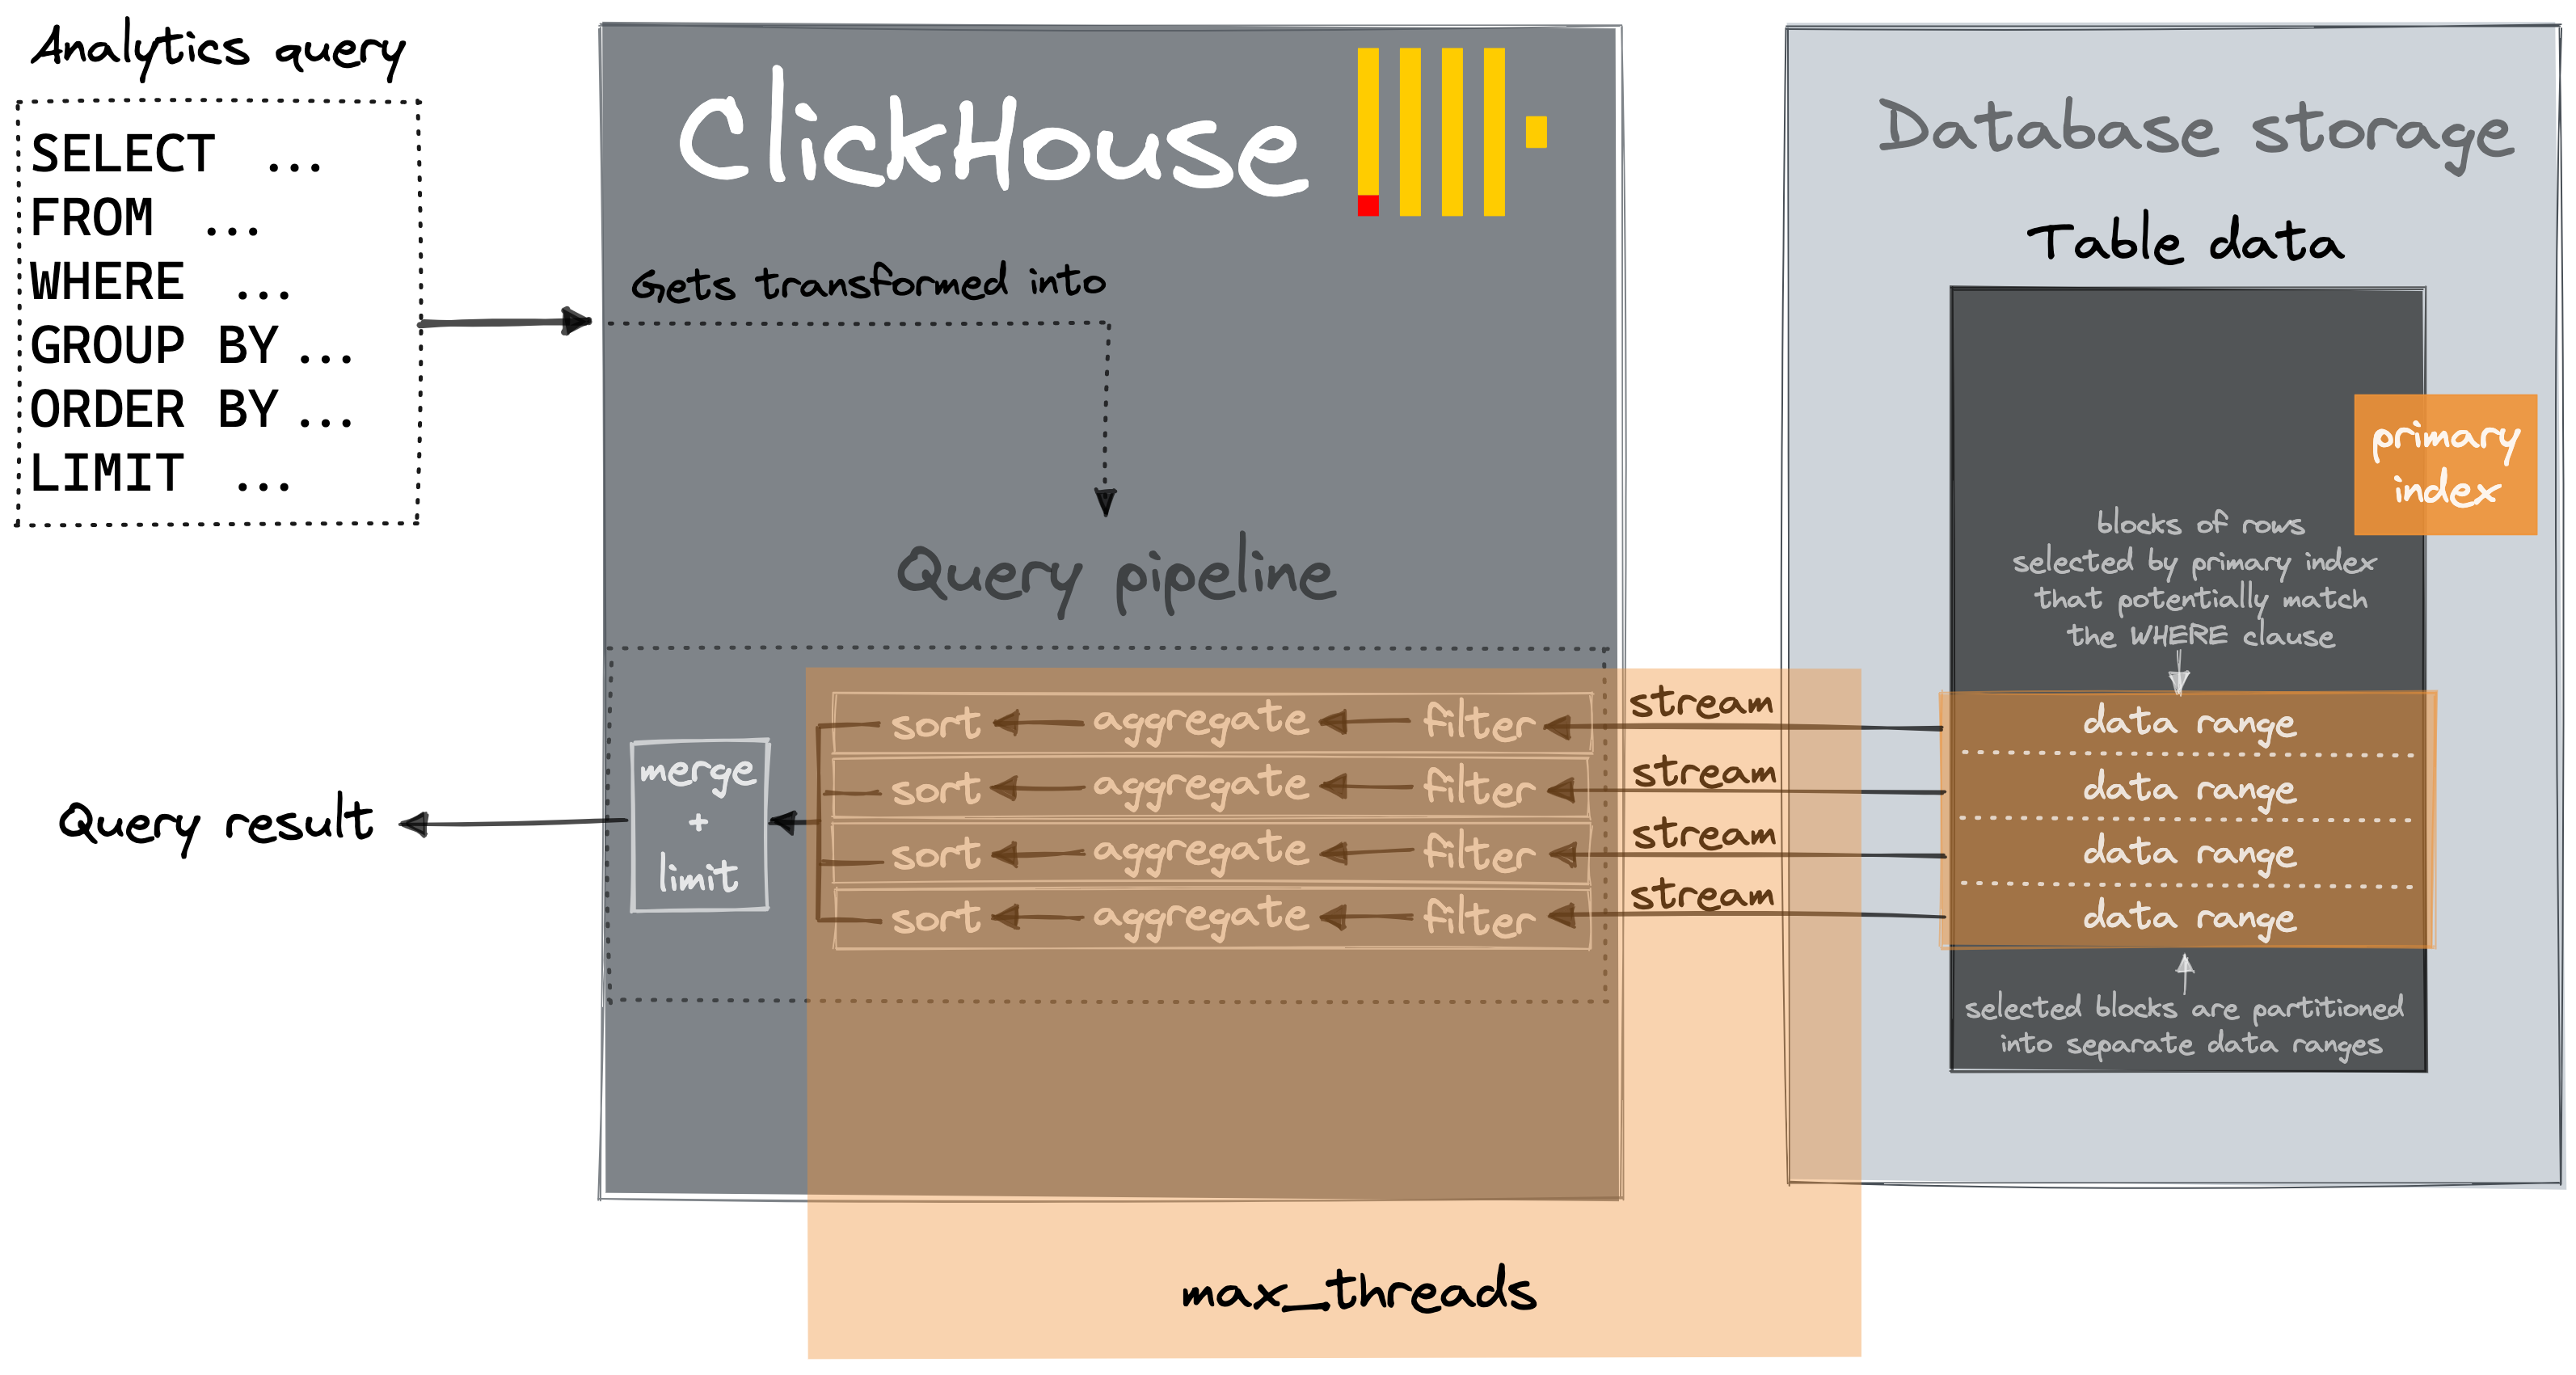 Analytics query
SELECT ...
FROM ...
WHERE ...
GROUP BY ...
ORDER BY ...
LIMIT ...
ClickHouse
Gets transformed into
Query pipeline
sort aggregate filter stream
sort aggregate filter stream
sort aggregate filter stream
sort aggregate filter stream
merge
+
limit
Query result
max_threads
Database storage
Table data
primary
index
blocks of rows
selected by primary index
that potentially match
the WHERE clause
data range
data range
data range
data range
selected blocks are partitioned
into separate data ranges